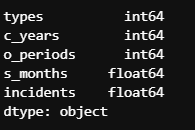 types int64
c_years int64
o_periods int64
s_months float64
incidents float64
dtype: object